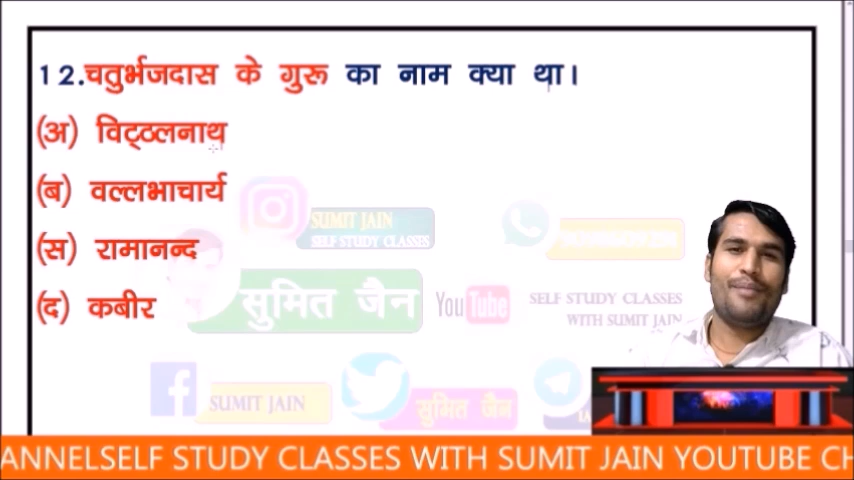 12.चतुर्भजदास के गुरू का नाम क्या था।
(अ) विट्ठलनाथ
(ब) वल्लभाचार्य
(स) रामानन्द
(द) कबीर
SUMIT JAIN
SELF STUDY CLASSES
सुमित जैन
YouTube
SELF STUDY CLASSES
WITH SUMIT JAIN
SUMIT JAIN
सुमित जैन
ANNELSELF STUDY CLASSES WITH SUMIT JAIN YOUTUBE CH